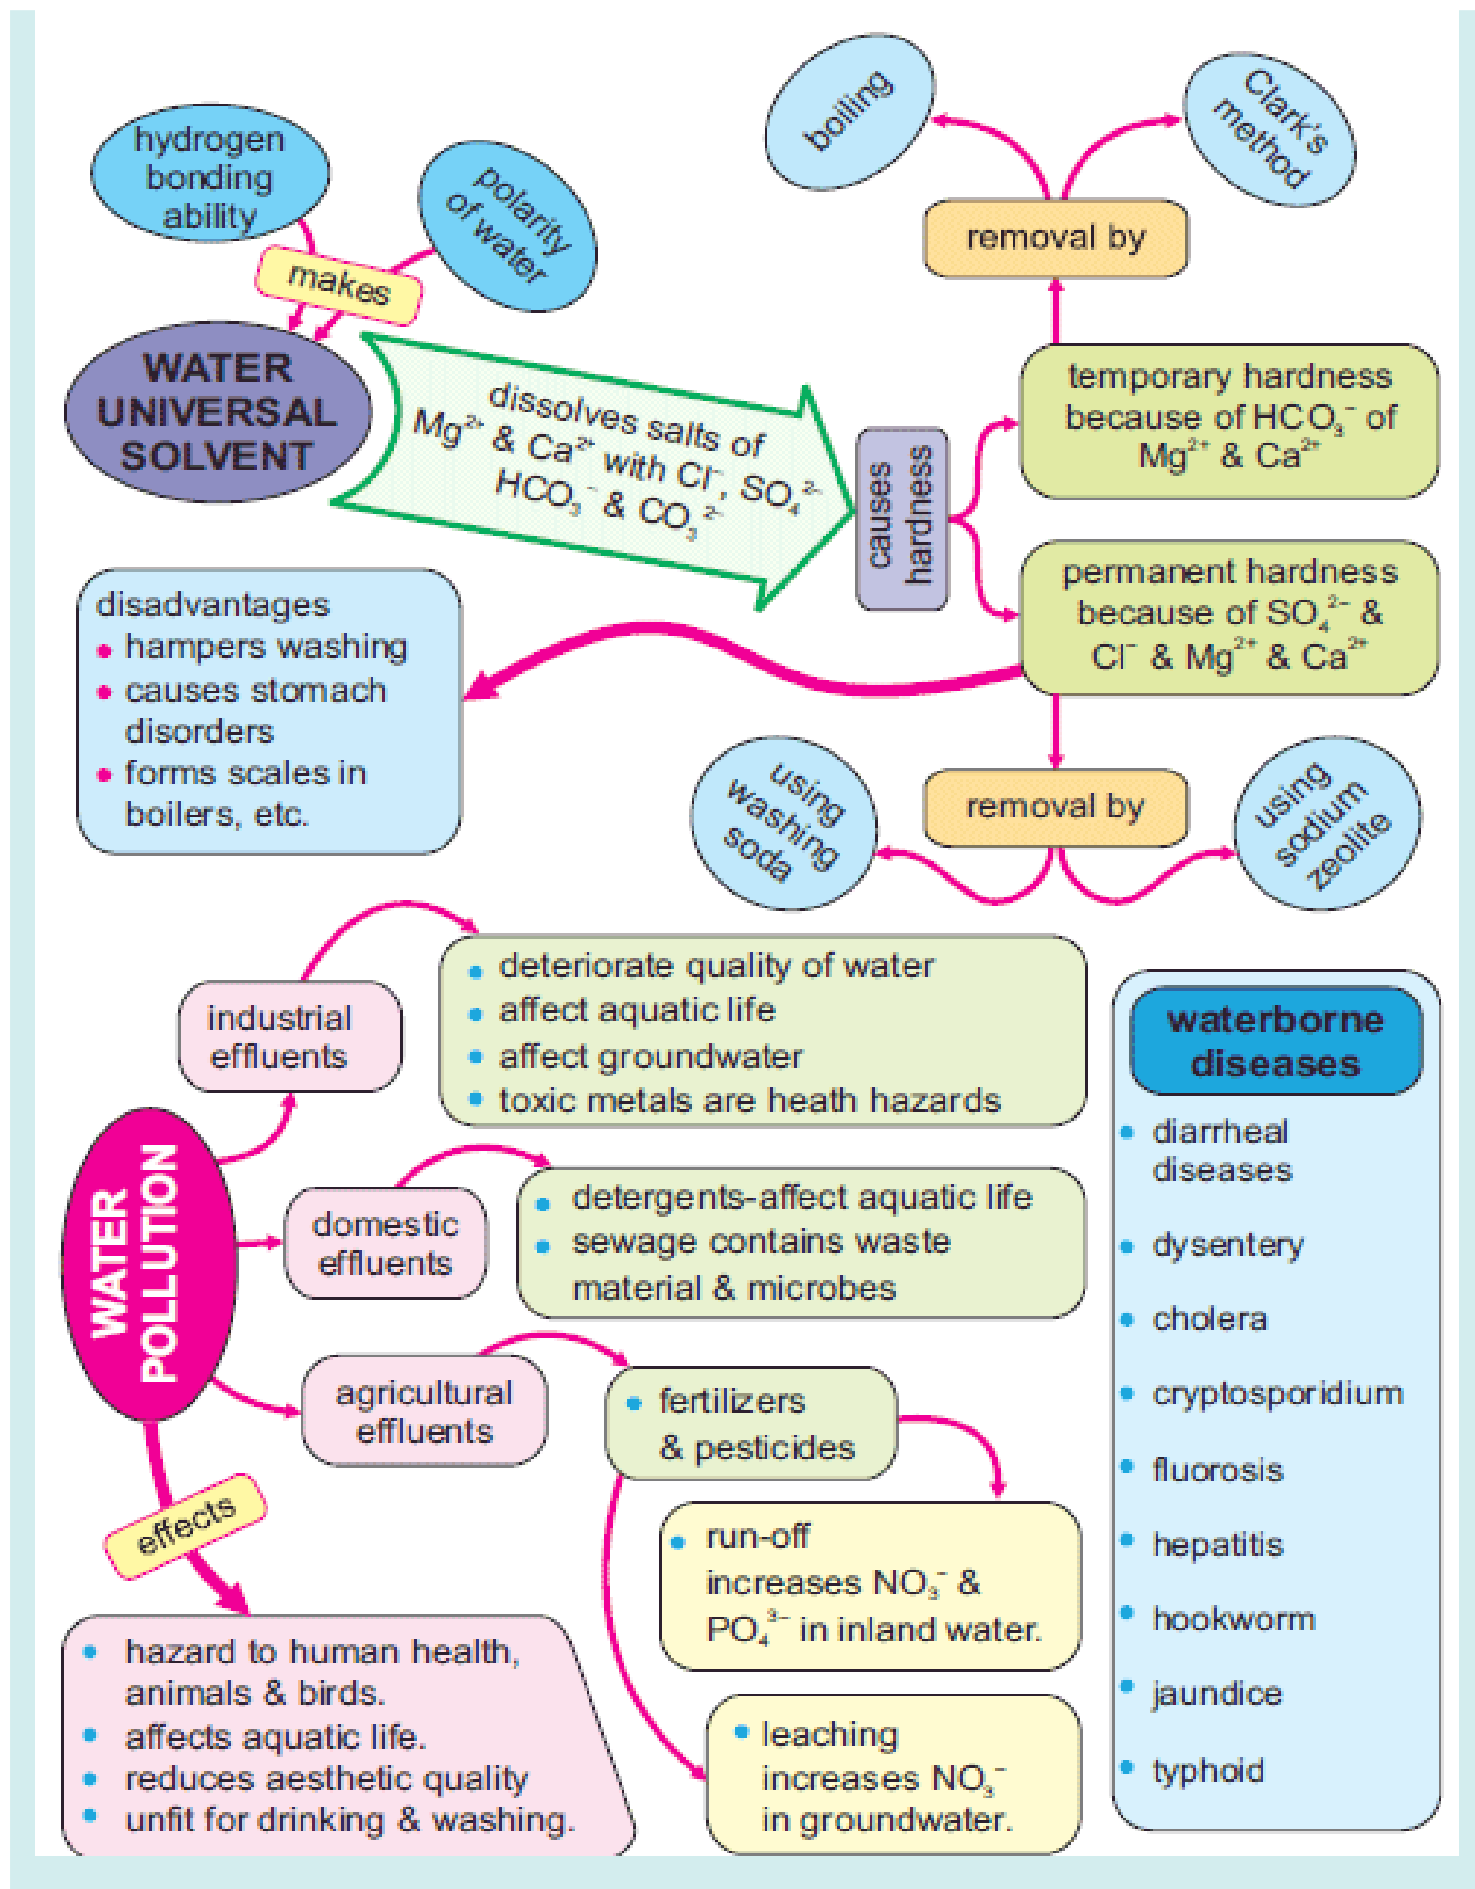 hydrogen
bonding
ability
polarity
of water
makes
WATER
UNIVERSAL
SOLVENT
dissolves salts of
Mg²⁺ & Ca²⁺ with Cl⁻, SO₄²⁻
HCO₃⁻ & CO₃²⁻
causes
hardness
boiling
Clark's
method
removal by
temporary hardness
because of HCO₃⁻ of
Mg²⁺ & Ca²⁺
permanent hardness
because of SO₄²⁻ &
Cl⁻ & Mg²⁺ & Ca²⁺
disadvantages
• hampers washing
• causes stomach
disorders
• forms scales in
boilers, etc.
removal by
using
washing
soda
using
sodium
zeolite
WATER
POLLUTION
industrial
effluents
• deteriorate quality of water
• affect aquatic life
• affect groundwater
• toxic metals are heath hazards
domestic
effluents
• detergents-affect aquatic life
• sewage contains waste
material & microbes
agricultural
effluents
• fertilizers
& pesticides
• run-off
increases NO₃⁻ &
PO₄³⁻ in inland water.
• leaching
increases NO₃⁻
in groundwater.
effects
• hazard to human health,
animals & birds.
• affects aquatic life.
• reduces aesthetic quality
• unfit for drinking & washing.
waterborne
diseases
• diarrheal
diseases
• dysentery
• cholera
• cryptosporidium
• fluorosis
• hepatitis
• hookworm
• jaundice
• typhoid